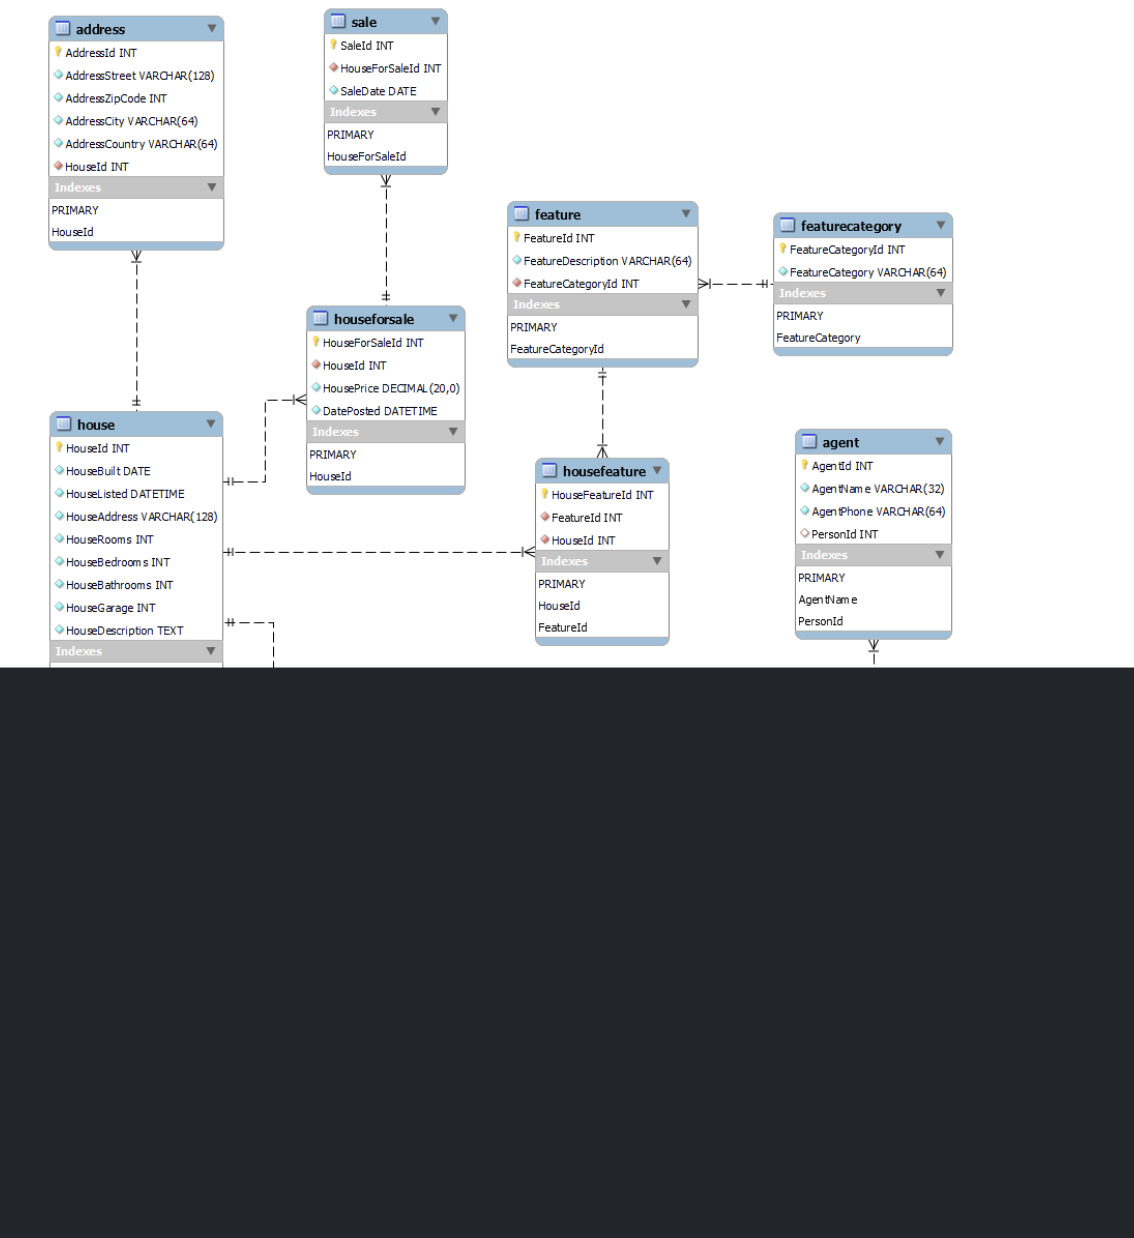 address
AddressId INT
AddressStreet VARCHAR(128)
AddressZipCode INT
AddressCity VARCHAR(64)
AddressCountry VARCHAR(64)
HouseId INT
Indexes
PRIMARY
HouseId
sale
SaleId INT
HouseForSaleId INT
SaleDate DATE
Indexes
PRIMARY
HouseForSaleId
feature
FeatureId INT
FeatureDescription VARCHAR(64)
FeatureCategoryId INT
Indexes
PRIMARY
FeatureCategoryId
featurecategory
FeatureCategoryId INT
FeatureCategory VARCHAR(64)
Indexes
PRIMARY
FeatureCategory
houseforsale
HouseForSaleId INT
HouseId INT
HousePrice DECIMAL(20,0)
DatePosted DATETIME
Indexes
PRIMARY
HouseId
house
HouseId INT
HouseBuilt DATE
HouseListed DATETIME
HouseAddress VARCHAR(128)
HouseRooms INT
HouseBedrooms INT
HouseBathrooms INT
HouseGarage INT
HouseDescription TEXT
Indexes
housefeature
HouseFeatureId INT
FeatureId INT
HouseId INT
Indexes
PRIMARY
HouseId
FeatureId
agent
AgentId INT
AgentName VARCHAR(32)
AgentPhone VARCHAR(64)
PersonId INT
Indexes
PRIMARY
AgentName
PersonId